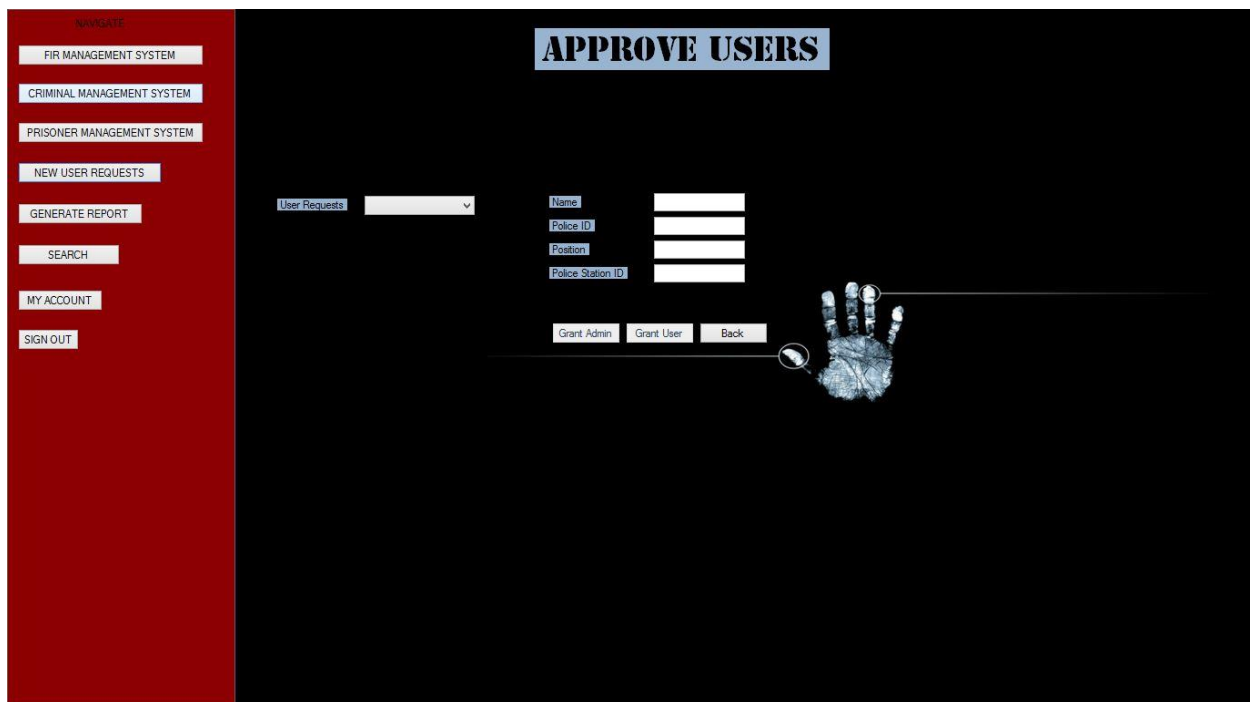 NAVIGATE
FIR MANAGEMENT SYSTEM
CRIMINAL MANAGEMENT SYSTEM
PRISONER MANAGEMENT SYSTEM
NEW USER REQUESTS
GENERATE REPORT
SEARCH
MY ACCOUNT
SIGN OUT
APPROVE USERS
User Requests
Name
Police ID
Position
Police Station ID
Grant Admin Grant User Back